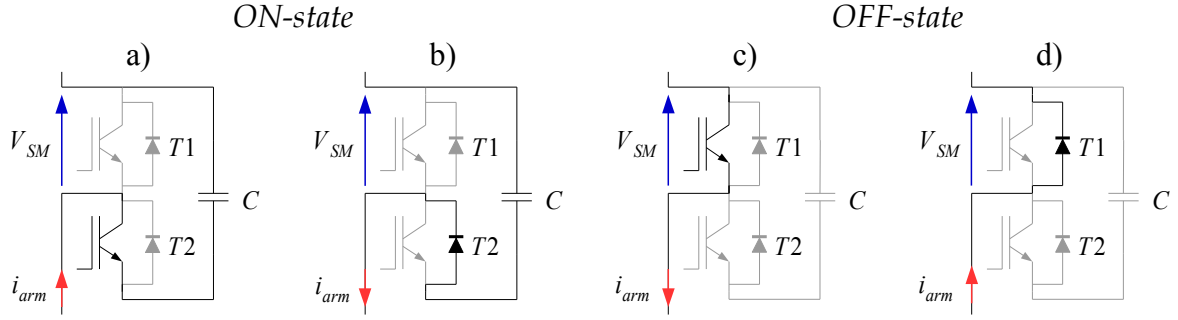 ON-state
OFF-state
a)
b)
c)
d)
V_SM
T1
C
T2
i_arm
V_SM
T1
C
T2
i_arm
V_SM
T1
C
T2
i_arm
V_SM
T1
C
T2
i_arm